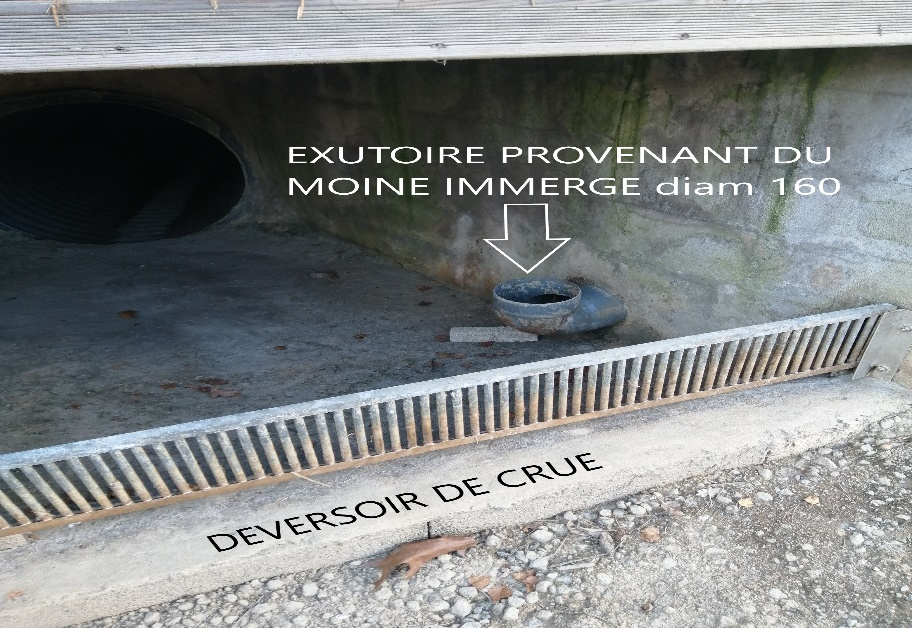 EXUTOIRE PROVENANT DU
MOINE IMMERGE diam 160
DEVERSOIR DE CRUE